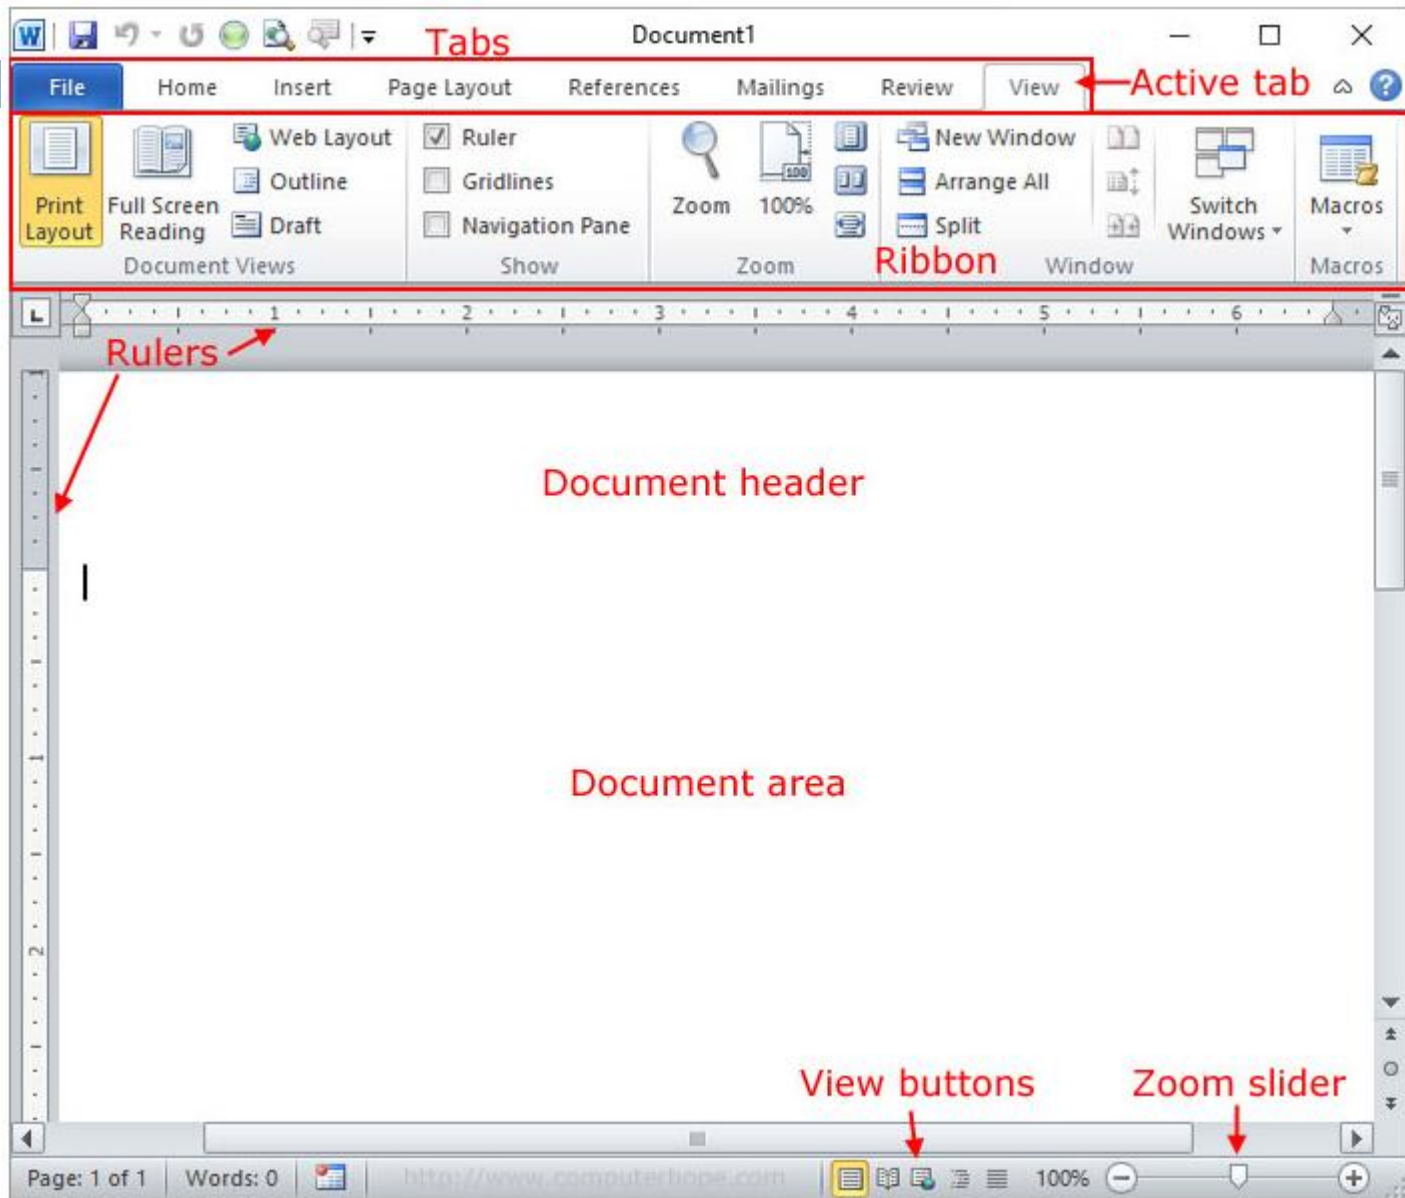 W Document1
Tabs
File Home Insert Page Layout References Mailings Review View Active tab
Web Layout Ruler New Window
Outline Gridlines Arrange All
Print Layout Full Screen Reading Draft Navigation Pane Zoom 100% Split Switch Windows Macros
Ribbon
Document Views Show Zoom Window Macros
L 1 2 3 4 5 6
Rulers
Document header
Document area
1
2
View buttons Zoom slider
Page: 1 of 1 Words: 0 http://www.computerhope.com 100%